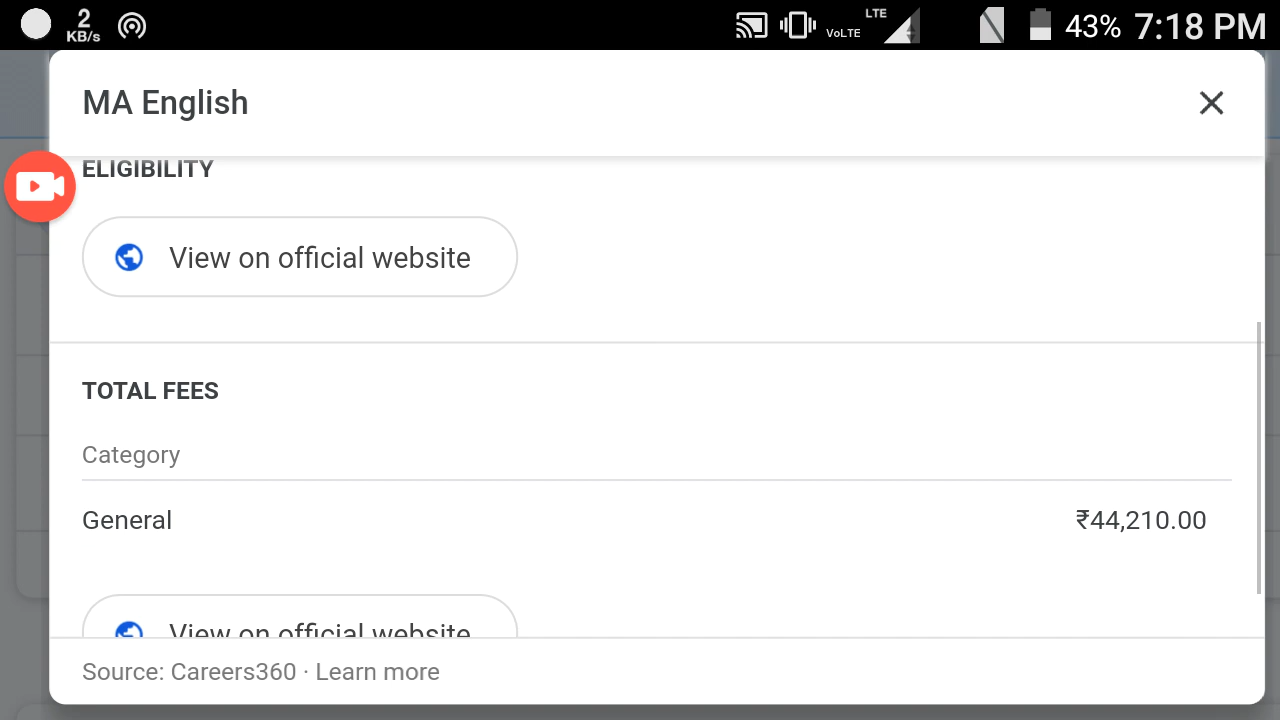 2
KB/s
VoLTE
LTE
43%
7:18 PM
MA English
ELIGIBILITY
View on official website
TOTAL FEES
Category
General
₹44,210.00
View on official website
Source: Careers360 · Learn more